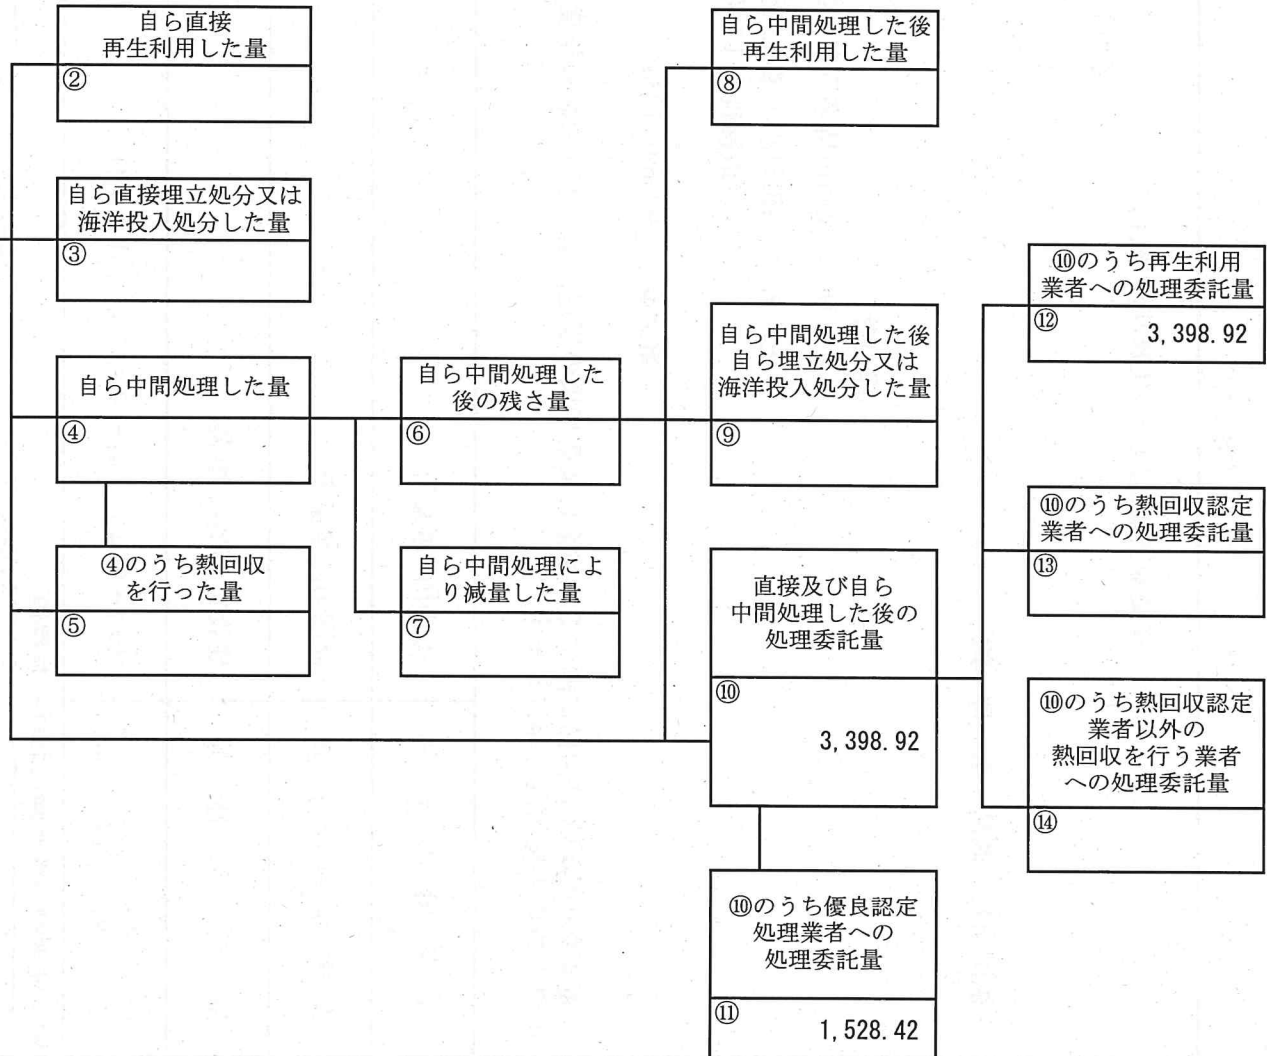 自ら直接
再生利用した量
②
自ら直接埋立処分又は
海洋投入処分した量
③
自ら中間処理した量
④
④のうち熱回収
を行った量
⑤
自ら中間処理した
後の残さ量
⑥
自ら中間処理によ
り減量した量
⑦
自ら中間処理した後
再生利用した量
⑧
自ら中間処理した後
自ら埋立処分又は
海洋投入処分した量
⑨
直接及び自ら
中間処理した後の
処理委託量
⑩
3,398.92
⑩のうち優良認定
処理業者への
処理委託量
⑪
1,528.42
⑩のうち再生利用
業者への処理委託量
⑫
3,398.92
⑩のうち熱回収認定
業者への処理委託量
⑬
⑩のうち熱回収認定
業者以外の
熱回収を行う業者
への処理委託量
⑭